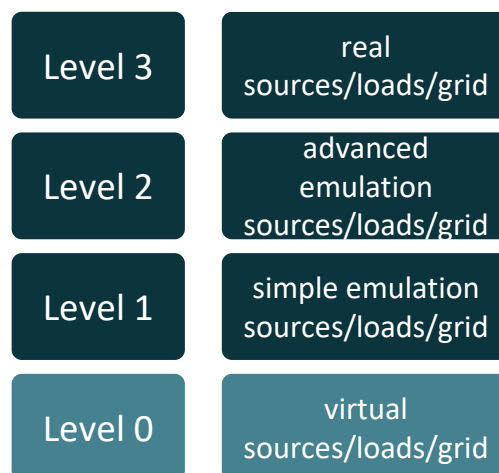 Level 3
real
sources/loads/grid
Level 2
advanced
emulation
sources/loads/grid
Level 1
simple emulation
sources/loads/grid
Level 0
virtual
sources/loads/grid